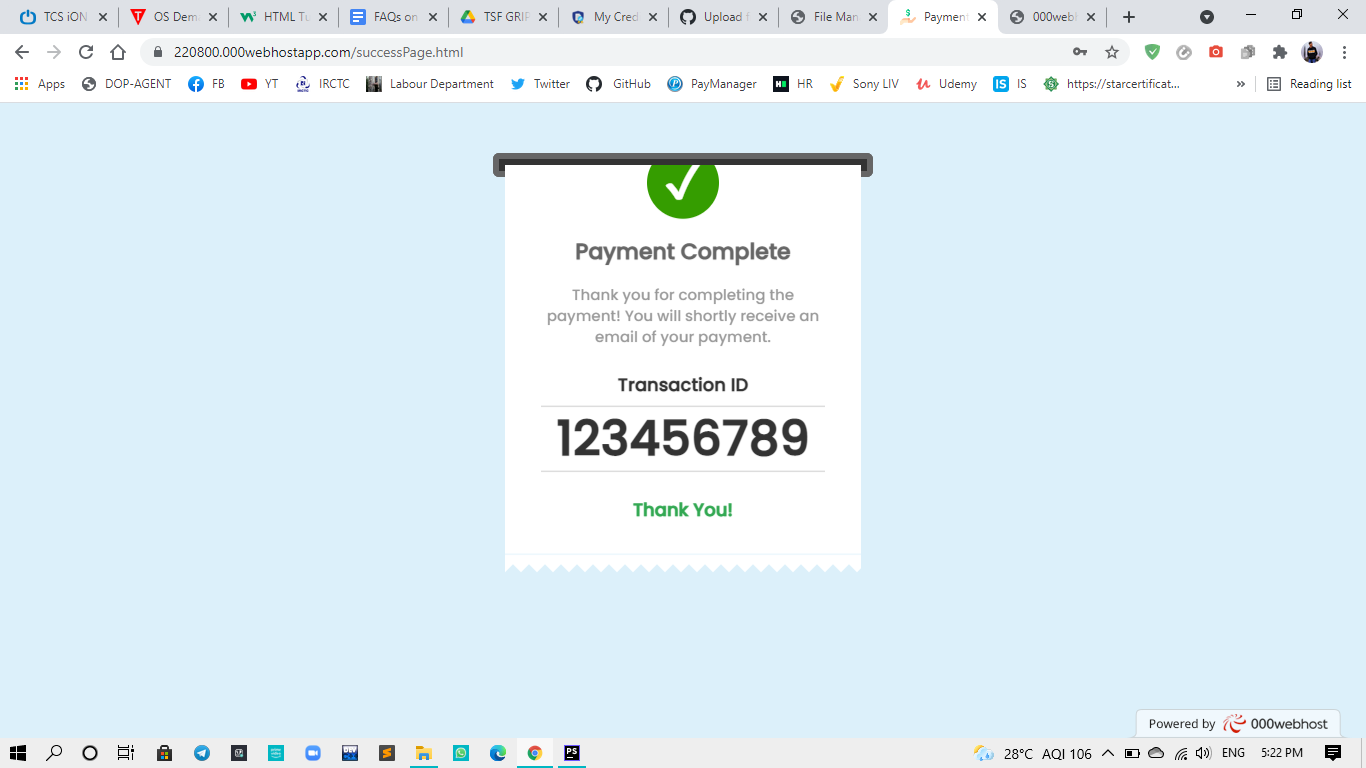 TCS iON
OS Dem
HTML Tu
FAQs on
TSF GRIP
My Cred
Upload f
File Man
Payment
000webh
220800.000webhostapp.com/successPage.html
Apps
DOP-AGENT
FB
YT
IRCTC
Labour Department
Twitter
GitHub
PayManager
HR
Sony LIV
Udemy
IS
IS
https://starcertificat...
»
Reading list
Payment Complete
Thank you for completing the
payment! You will shortly receive an
email of your payment.
Transaction ID
123456789
Thank You!
Powered by 000webhost
PS
28°C AQI 106
ENG
5:22 PM